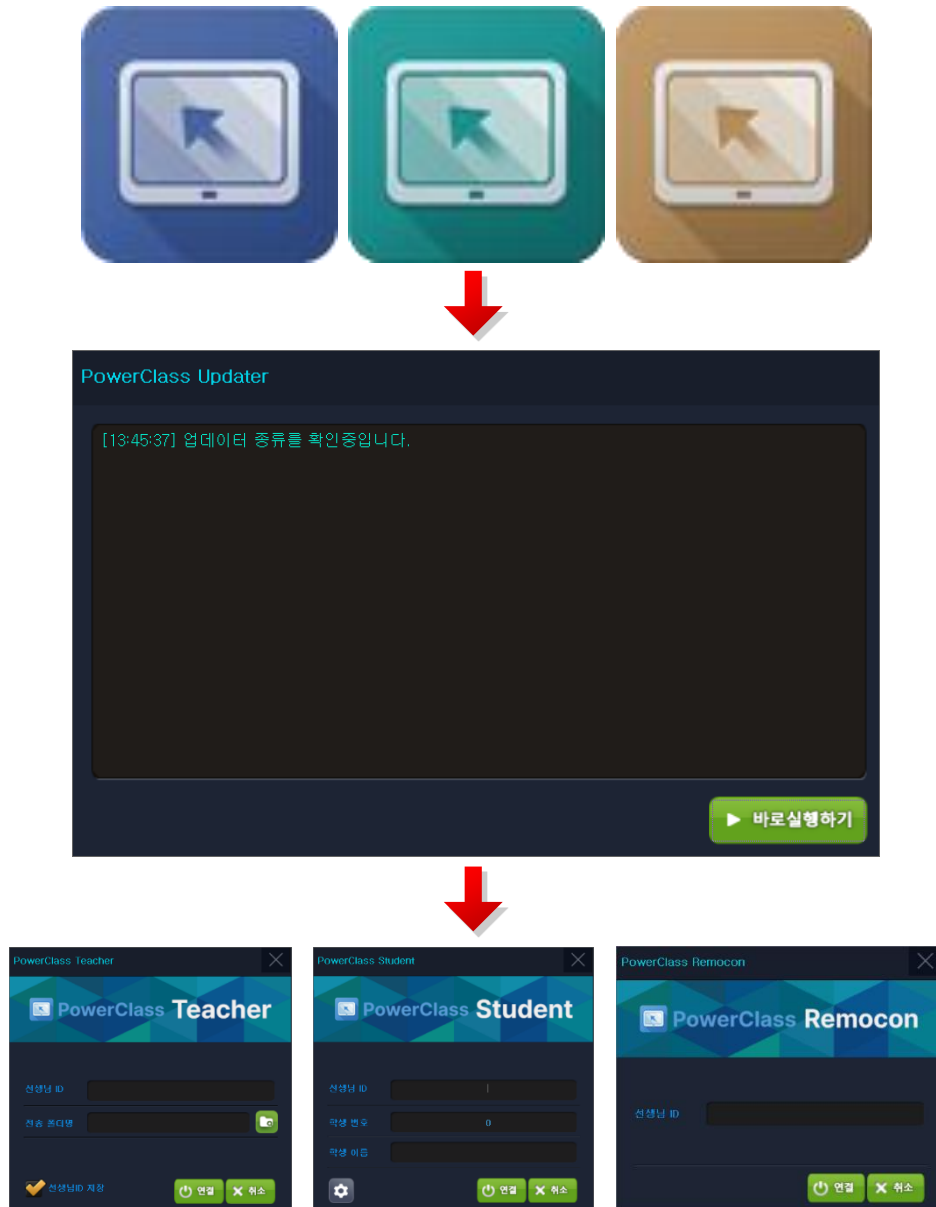 PowerClass Updater
[13:45:37] 업데이터 종류를 확인중입니다.
바로실행하기
PowerClass Teacher
PowerClass Teacher
선생님 ID
전송 폴더명
선생님ID 저장
연결
취소
PowerClass Student
PowerClass Student
선생님 ID
학생 번호
0
학생 이름
연결
취소
PowerClass Remocon
PowerClass Remocon
선생님 ID
연결
취소